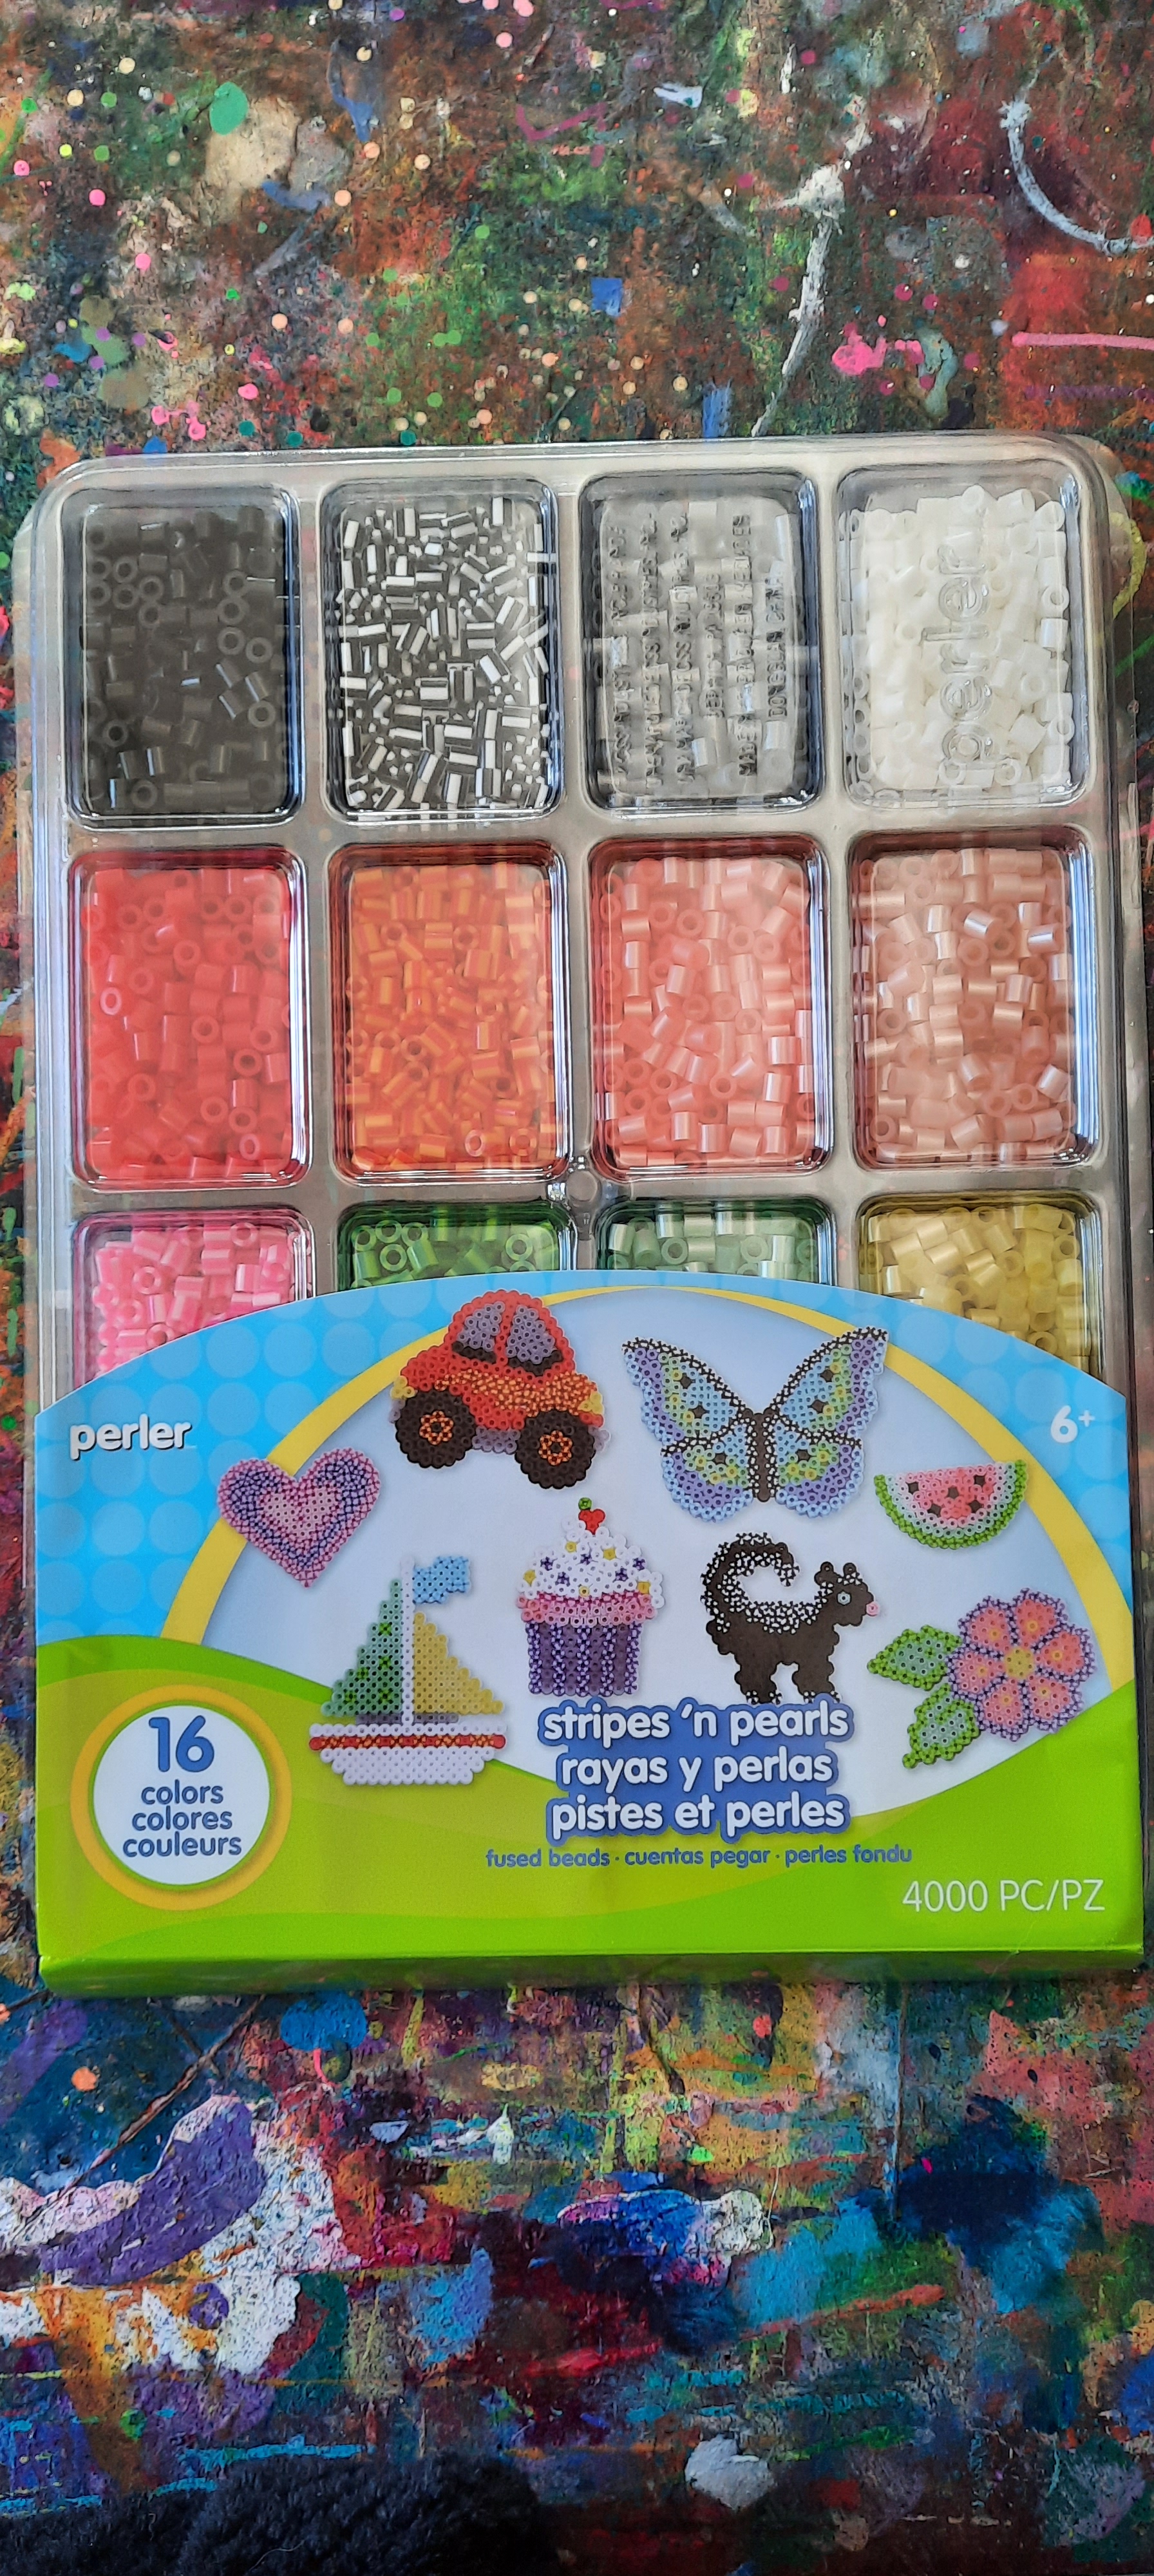 perler
perler
6+
stripes 'n pearls
rayas y perlas
pistes et perles
fused beads · cuentas pegar · perles fondu
16
colors
colores
couleurs
4000 PC/PZ